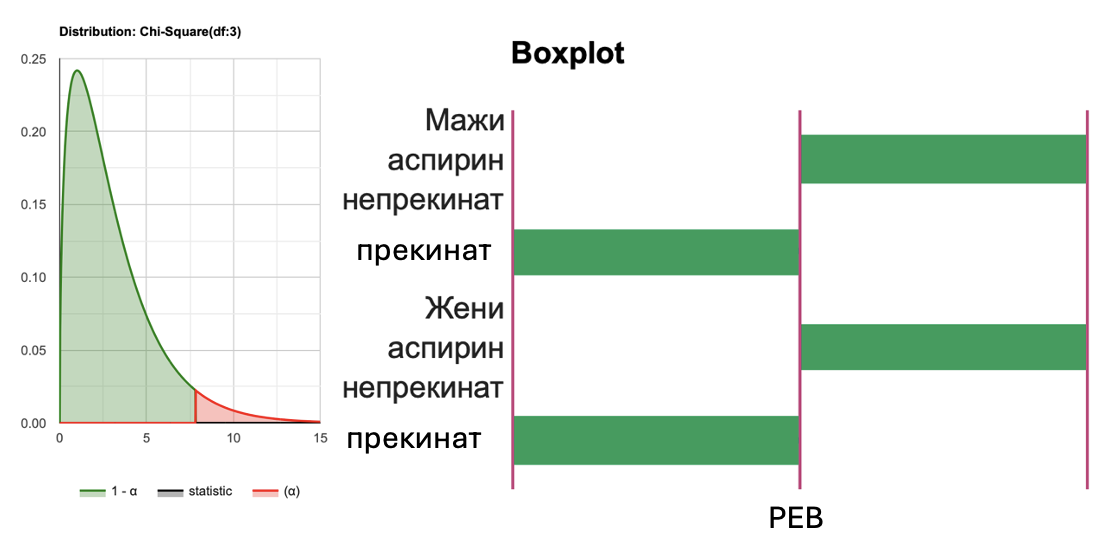 Distribution: Chi-Square(df:3)
0.25
0.20
0.15
0.10
0.05
0.00
0 5 10 15
1 - α statistic (α)
Boxplot
Мажи
аспирин
непрекинат
прекинат
Жени
аспирин
непрекинат
прекинат
РЕВ